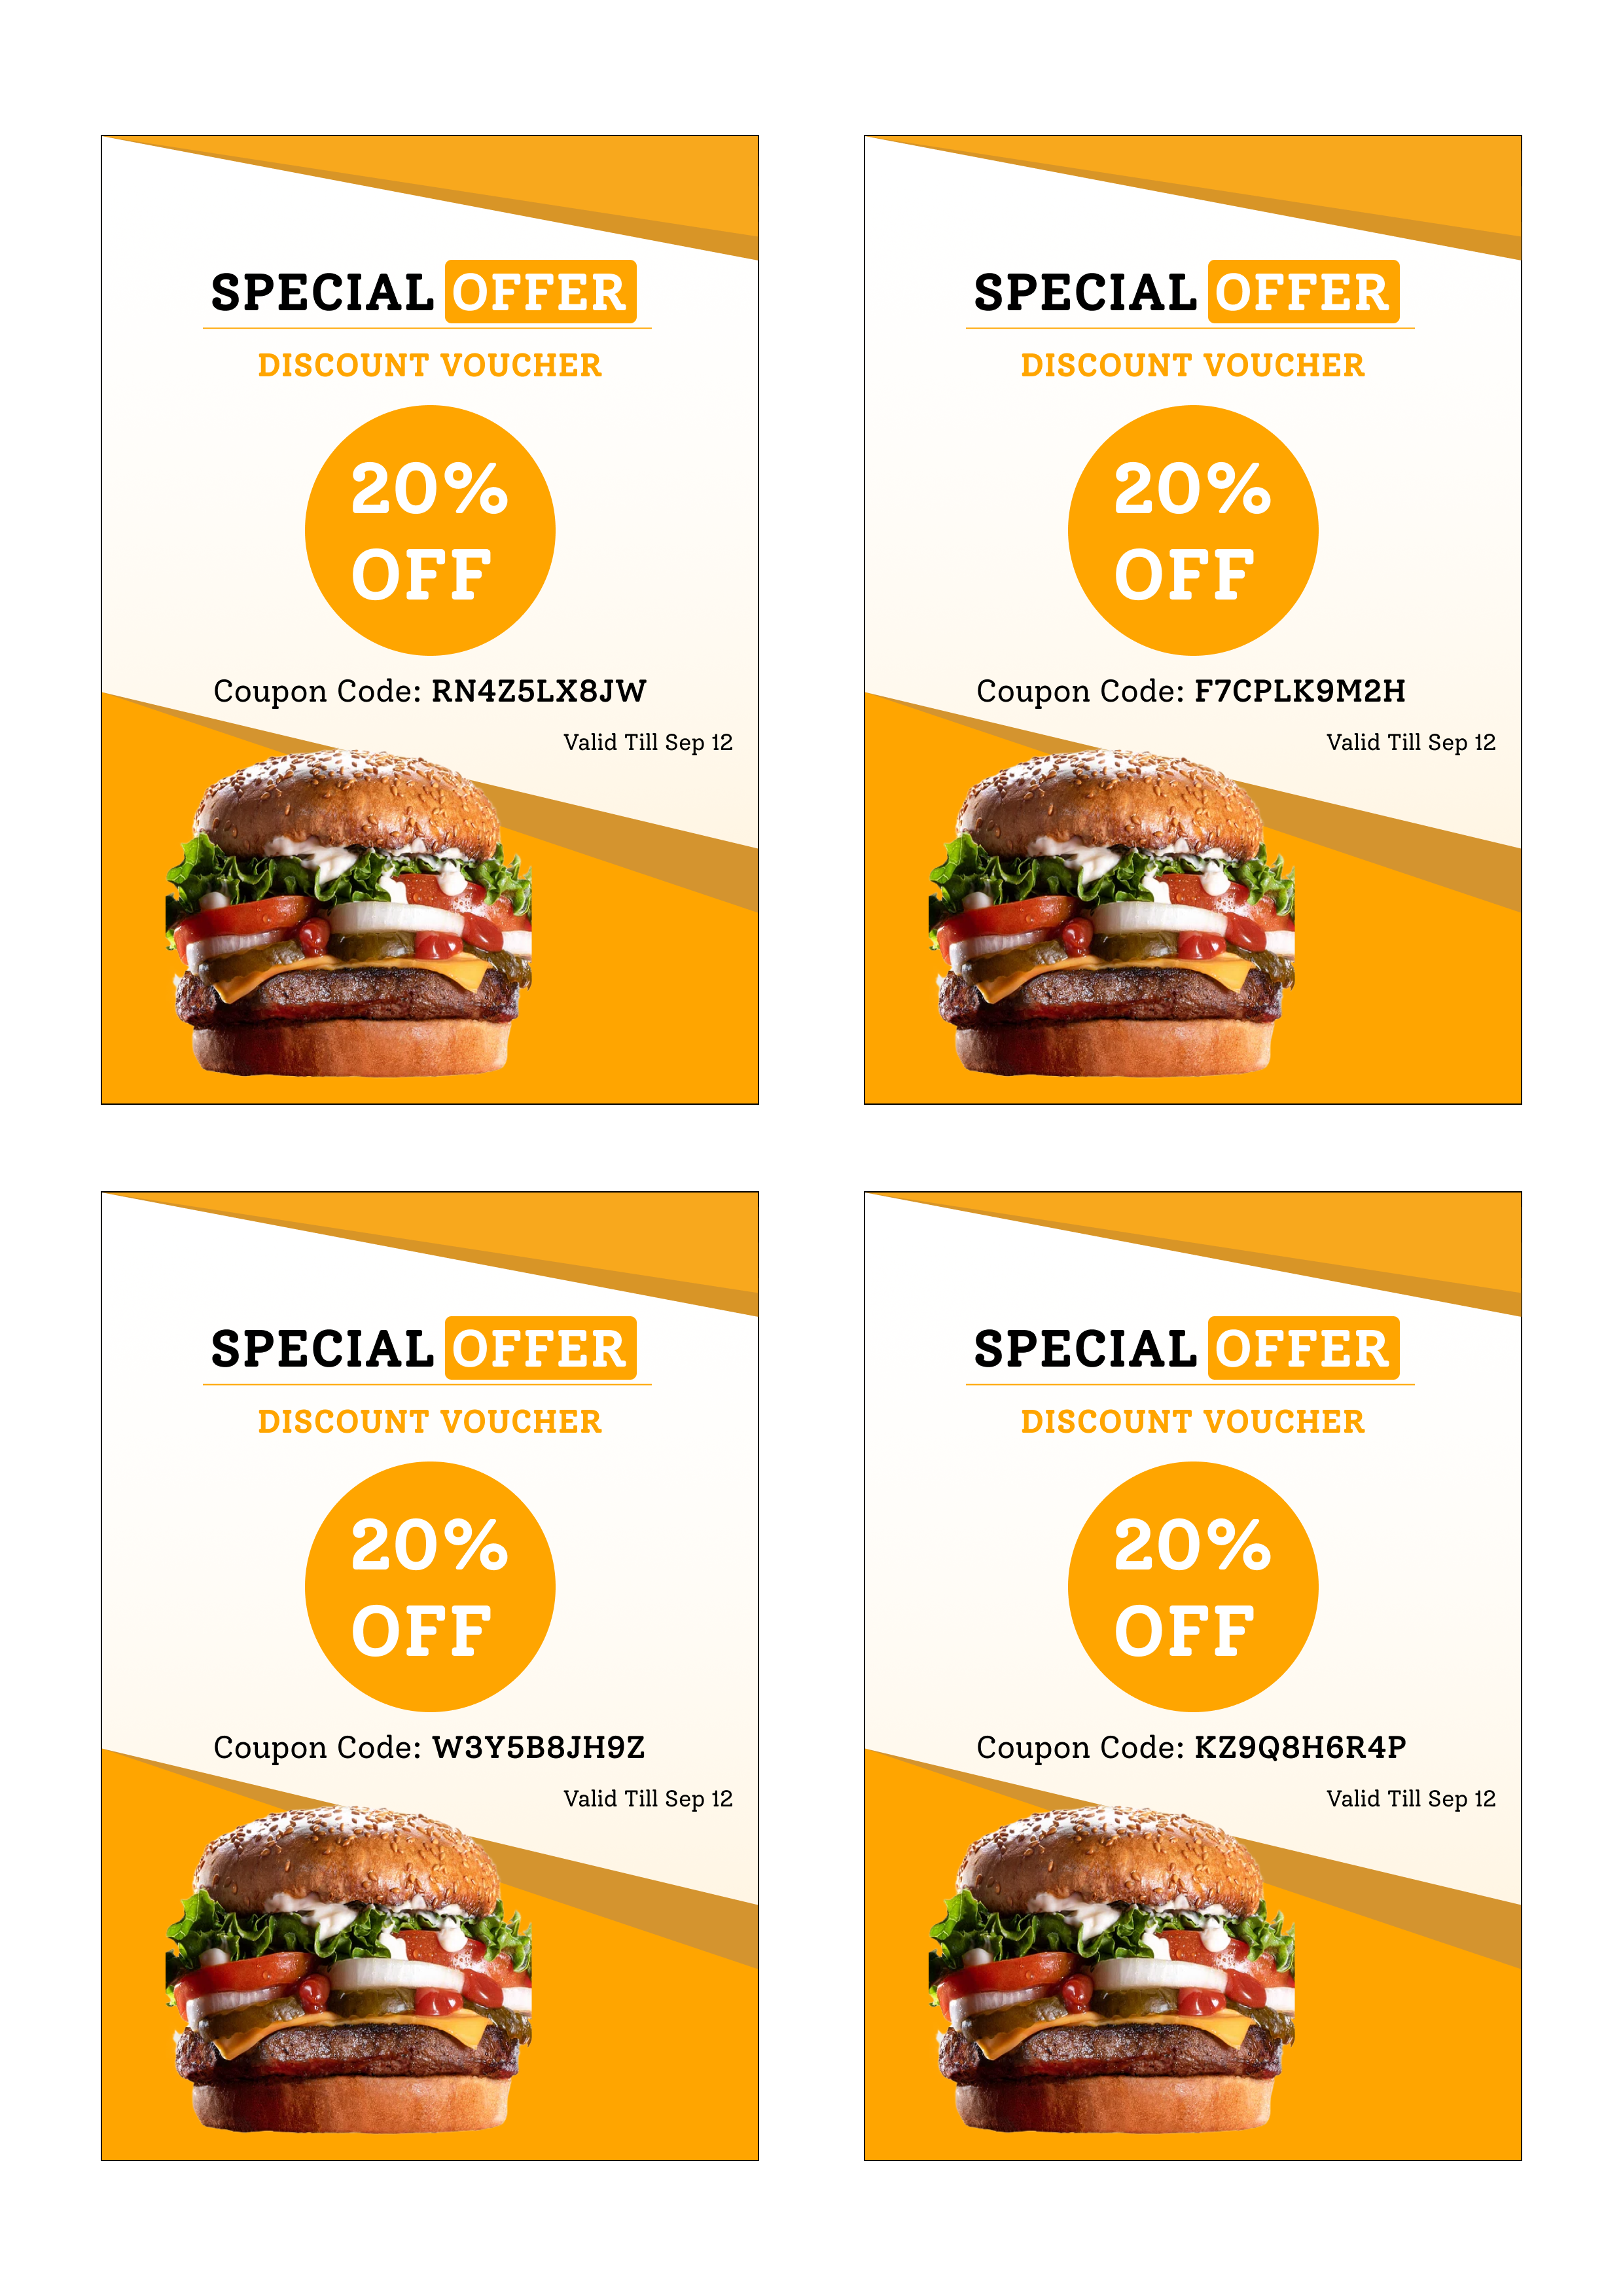 SPECIAL OFFER
DISCOUNT VOUCHER
20%
OFF
Coupon Code: RN4Z5LX8JW
Valid Till Sep 12
SPECIAL OFFER
DISCOUNT VOUCHER
20%
OFF
Coupon Code: F7CPLK9M2H
Valid Till Sep 12
SPECIAL OFFER
DISCOUNT VOUCHER
20%
OFF
Coupon Code: W3Y5B8JH9Z
Valid Till Sep 12
SPECIAL OFFER
DISCOUNT VOUCHER
20%
OFF
Coupon Code: KZ9Q8H6R4P
Valid Till Sep 12